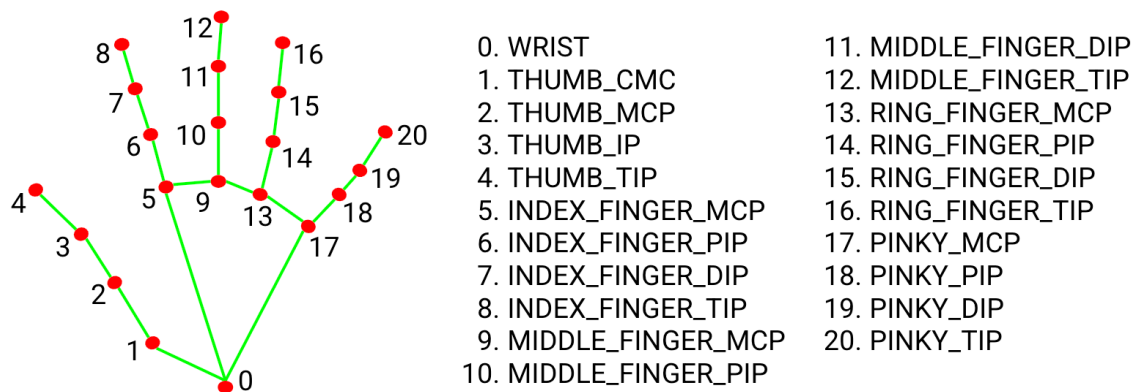 12
8
16
11
7
15
10
20
6
14
19
4
5
9
13
18
3
17
2
1
0
0. WRIST
1. THUMB_CMC
2. THUMB_MCP
3. THUMB_IP
4. THUMB_TIP
5. INDEX_FINGER_MCP
6. INDEX_FINGER_PIP
7. INDEX_FINGER_DIP
8. INDEX_FINGER_TIP
9. MIDDLE_FINGER_MCP
10. MIDDLE_FINGER_PIP
11. MIDDLE_FINGER_DIP
12. MIDDLE_FINGER_TIP
13. RING_FINGER_MCP
14. RING_FINGER_PIP
15. RING_FINGER_DIP
16. RING_FINGER_TIP
17. PINKY_MCP
18. PINKY_PIP
19. PINKY_DIP
20. PINKY_TIP